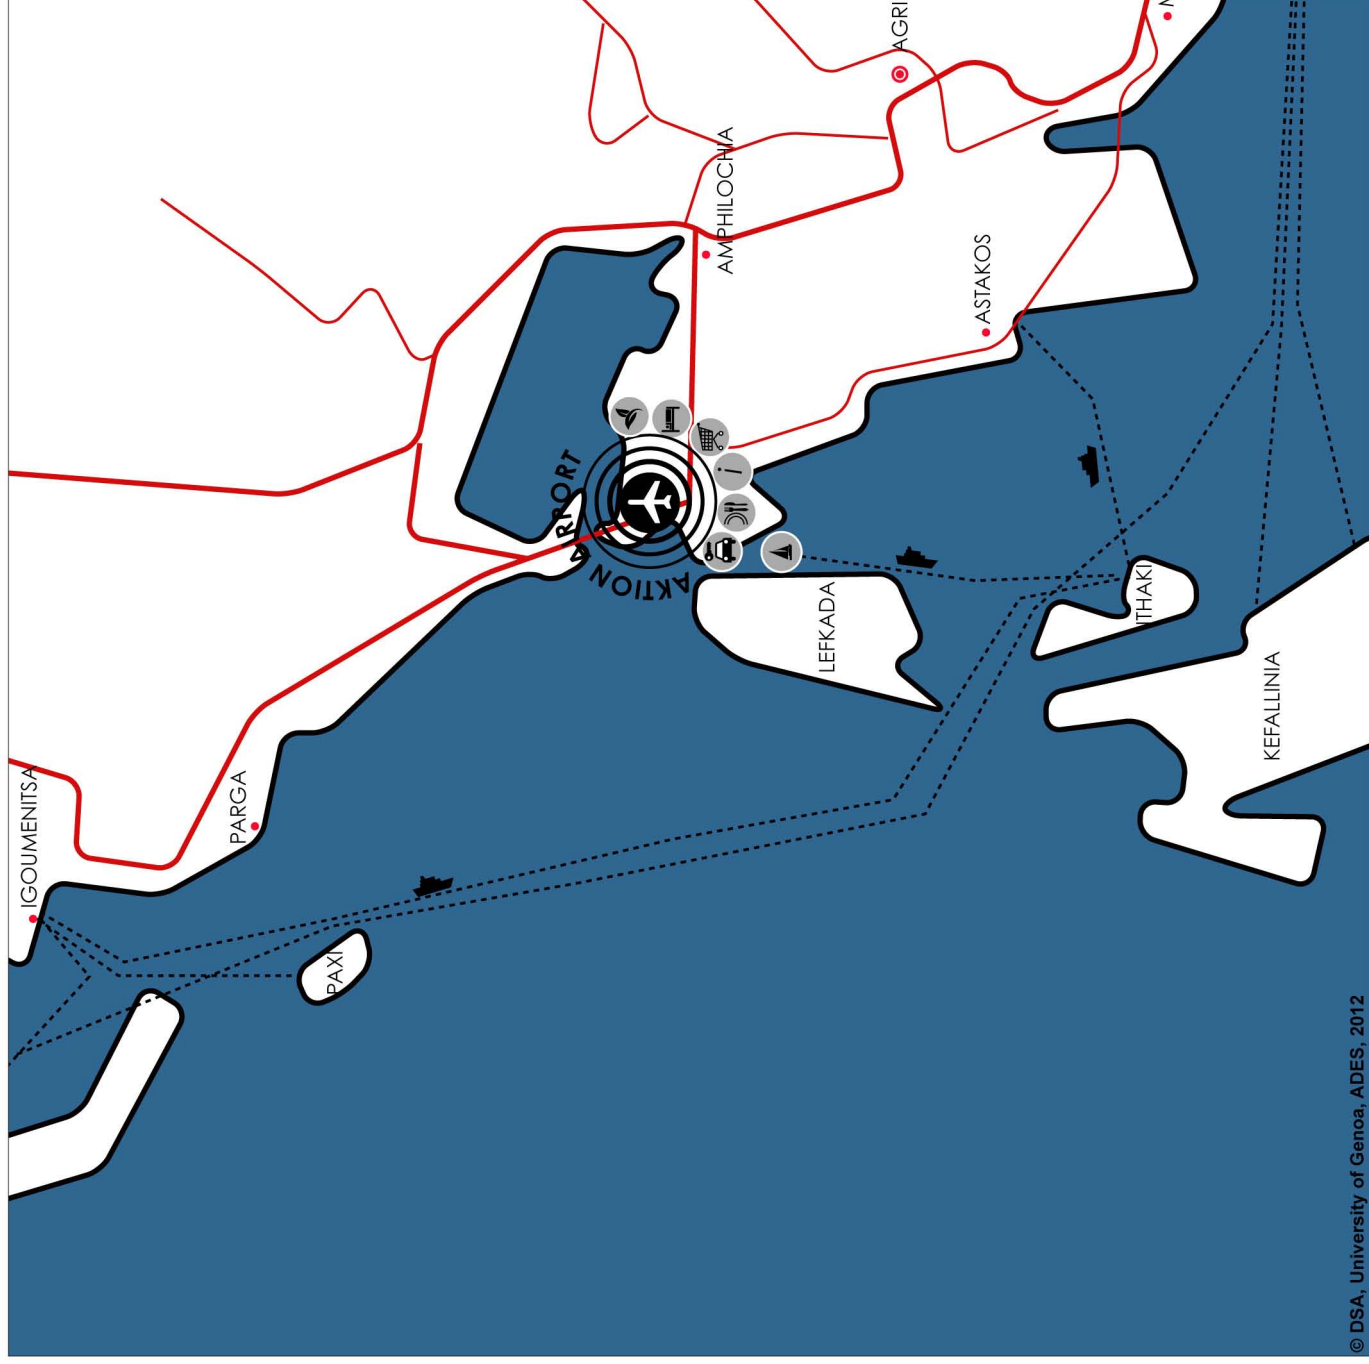 IGOUMENITSA
PARGA
PAXI
AMPHILOCHIA
AGRI
ASTAKOS
AKTION AIRPORT
LEFKADA
ITHAKI
KEFALLINIA
© DSA, University of Genoa, ADES, 2012